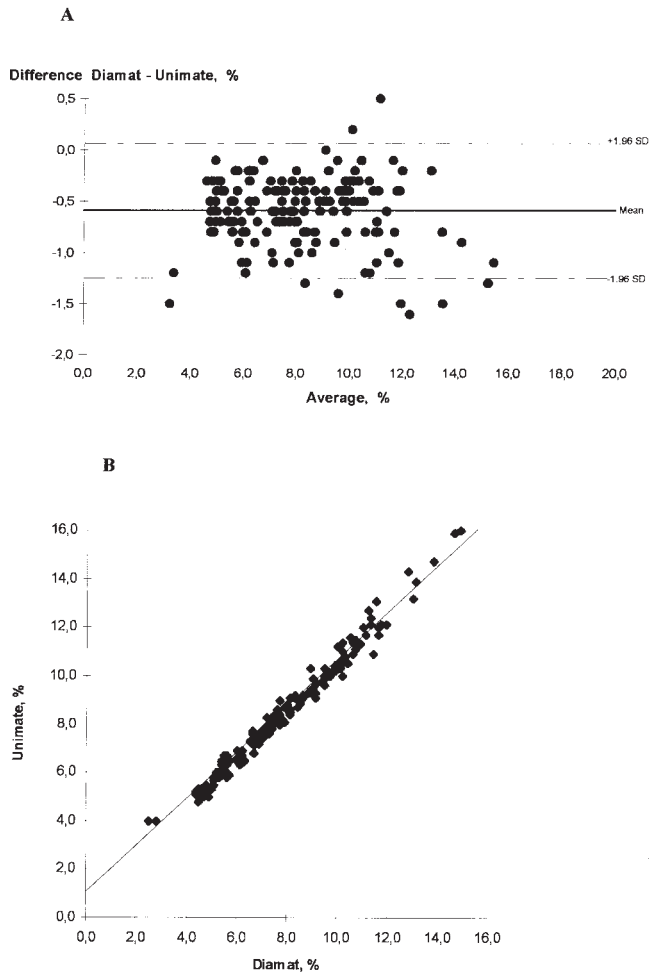 A
Difference Diamat - Unimate, %
0,5
+1.96 SD
0,0
-0,5
Mean
-1,0
-1.96 SD
-1,5
-2,0
0,0 2,0 4,0 6,0 8,0 10,0 12,0 14,0 16,0 18,0 20,0
Average, %
B
16,0
14,0
12,0
10,0
8,0
6,0
4,0
2,0
0,0
Unimate, %
0,0 2,0 4,0 6,0 8,0 10,0 12,0 14,0 16,0
Diamat, %